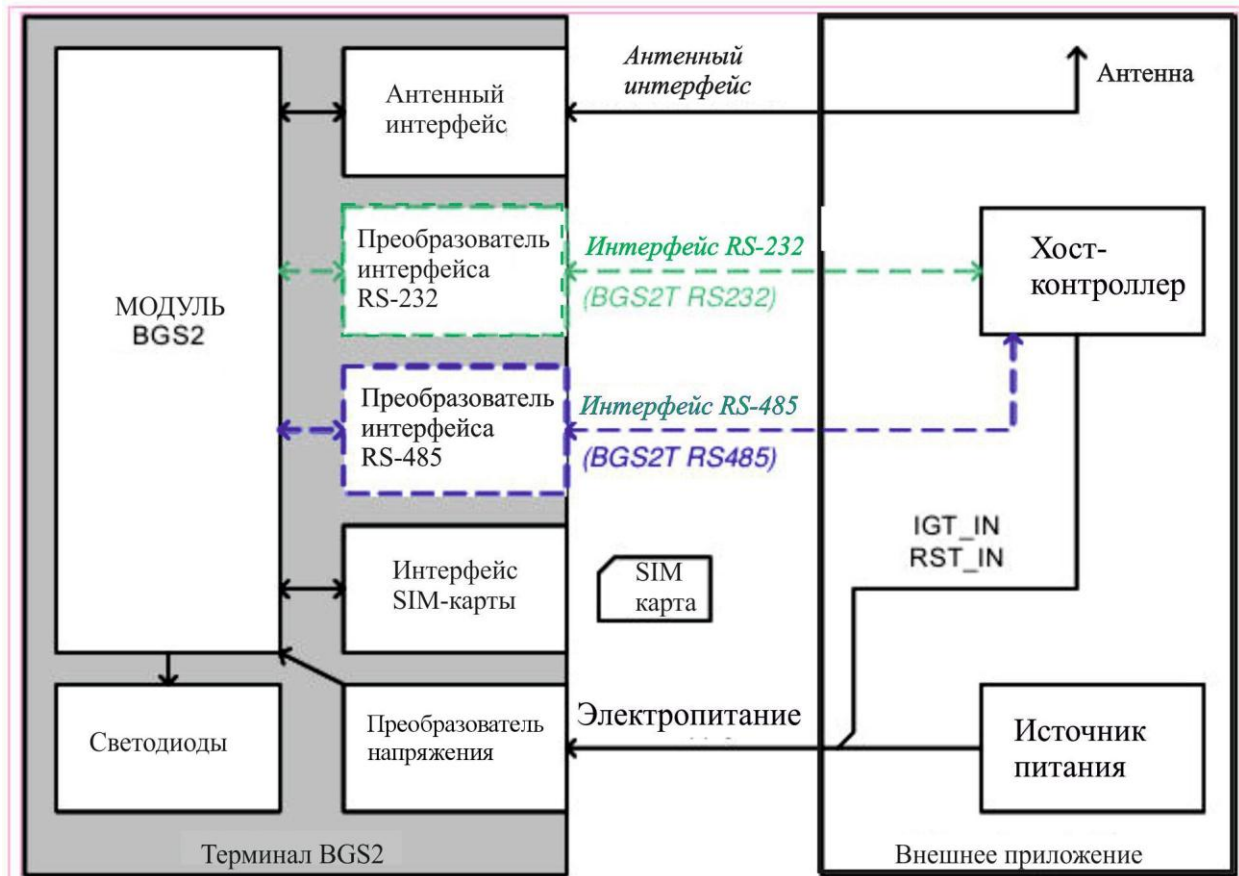 Антенный
интерфейс
Антенный
интерфейс
Антенна
Преобразователь
интерфейса
RS-232
Интерфейс RS-232
(BGS2T RS232)
Хост-
контроллер
МОДУЛЬ
BGS2
Преобразователь
интерфейса
RS-485
Интерфейс RS-485
(BGS2T RS485)
IGT_IN
RST_IN
Интерфейс
SIM-карты
SIM
карта
Светодиоды
Преобразователь
напряжения
Электропитание
Источник
питания
Терминал BGS2
Внешнее приложение